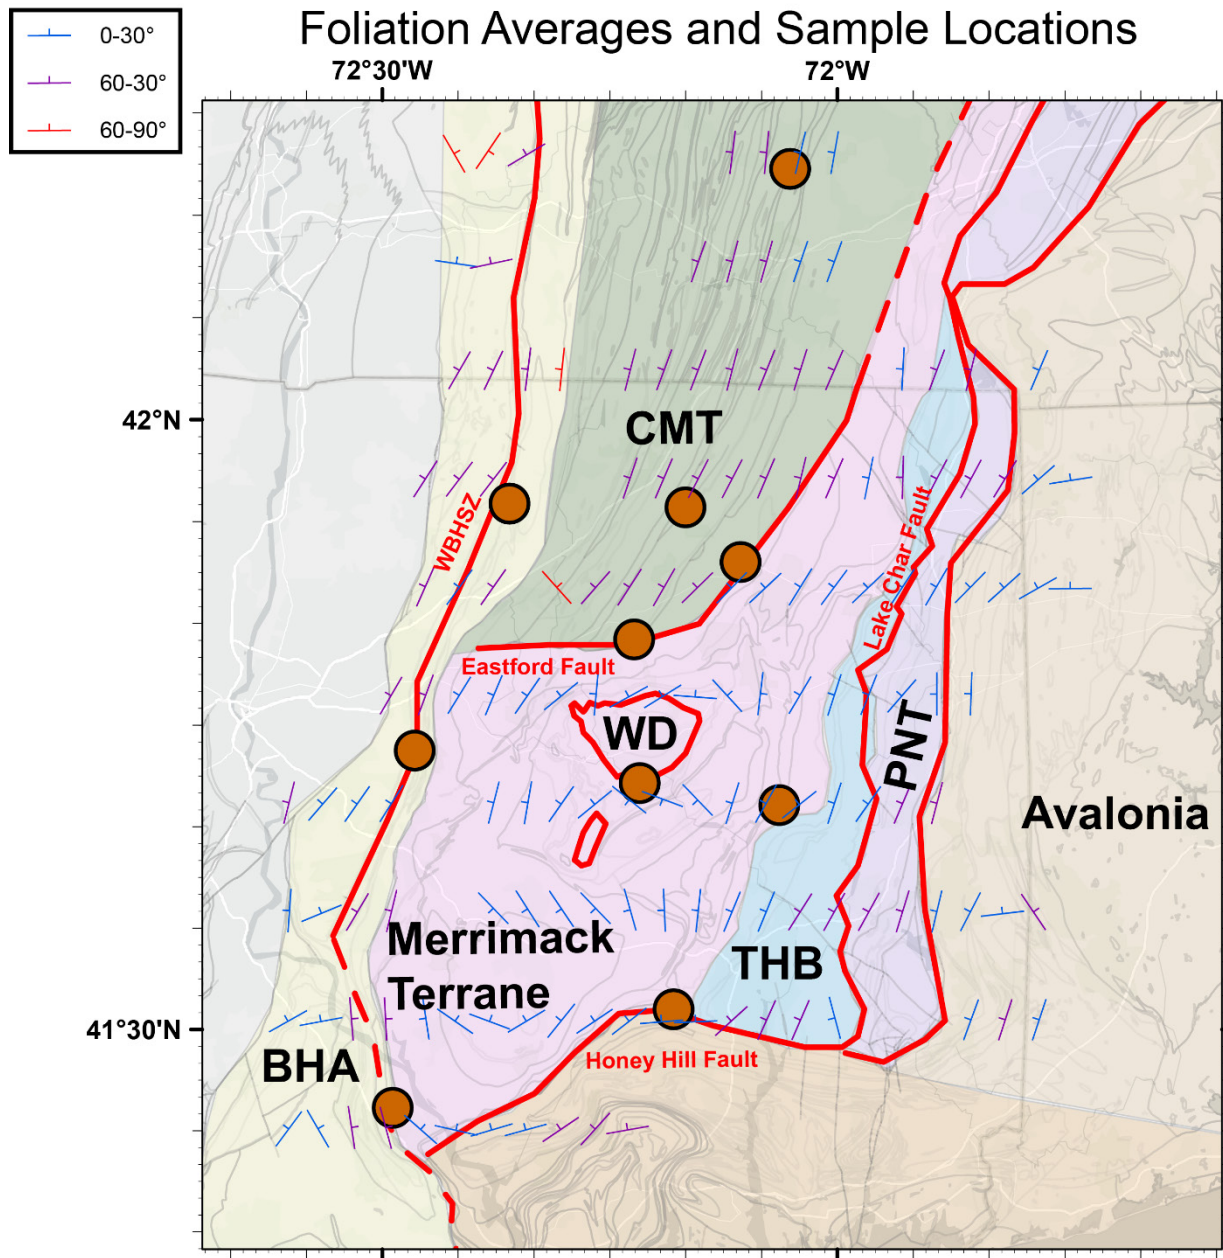 Foliation Averages and Sample Locations
0-30°
60-30°
60-90°
72°30'W
72°W
42°N
41°30'N
CMT
WBHSZ
Lake Char Fault
Eastford Fault
WD
PNT
Avalonia
Merrimack
Terrane
THB
BHA
Honey Hill Fault